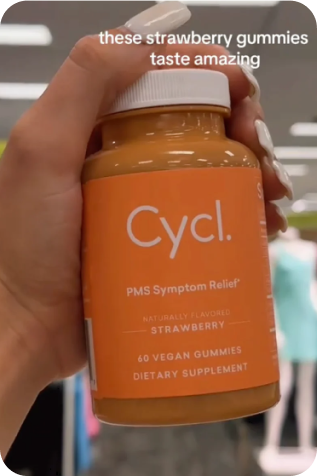 these strawberry gummies
taste amazing
Cycl.
PMS Symptom Relief*
NATURALLY FLAVORED
STRAWBERRY
60 VEGAN GUMMIES
DIETARY SUPPLEMENT